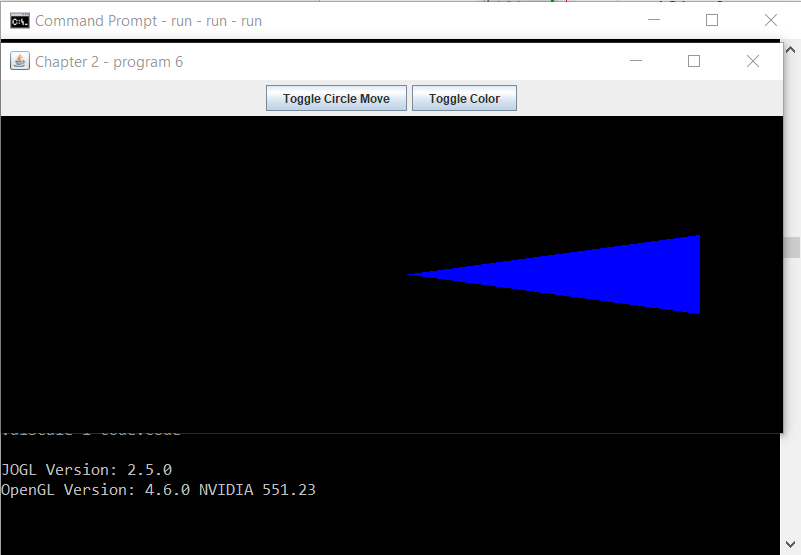 Command Prompt - run - run - run
Chapter 2 - program 6
Toggle Circle Move Toggle Color
JOGL Version: 2.5.0
OpenGL Version: 4.6.0 NVIDIA 551.23